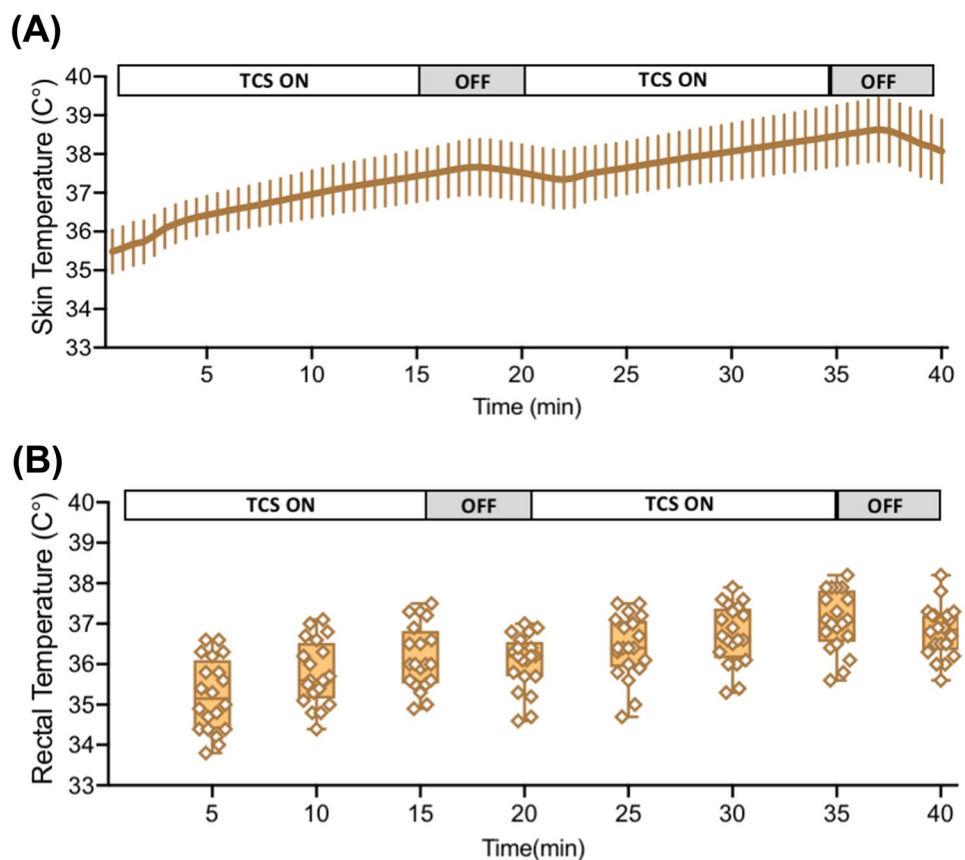 (A)
TCS ON OFF TCS ON OFF
Skin Temperature (C°)
40
39
38
37
36
35
34
33
5 10 15 20 25 30 35 40
Time (min)
(B)
TCS ON OFF TCS ON OFF
Rectal Temperature (C°)
40
39
38
37
36
35
34
33
5 10 15 20 25 30 35 40
Time(min)